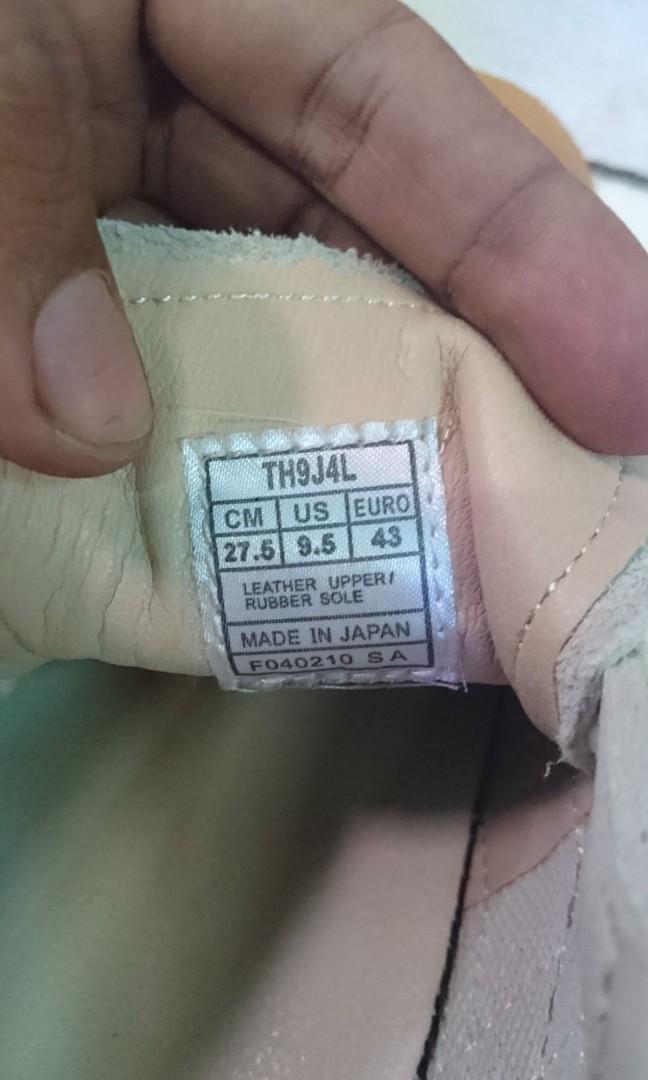 TH9J4L
CM US EURO
27.5 9.5 43
LEATHER UPPER/
RUBBER SOLE
MADE IN JAPAN
F040210 SA